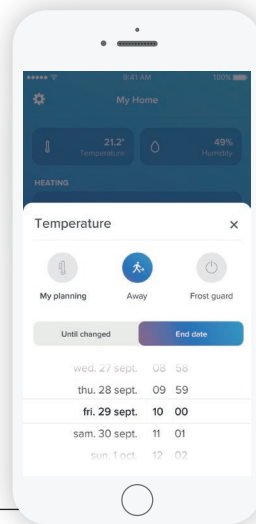 9:41 AM 100%
My Home
21.2° 49%
Temperature Humidity
HEATING
Temperature ×
My planning Away Frost guard
Until changed End date
wed. 27 sept. 08 58
thu. 28 sept. 09 59
fri. 29 sept. 10 00
sam. 30 sept. 11 01
sun. 1 oct. 12 02